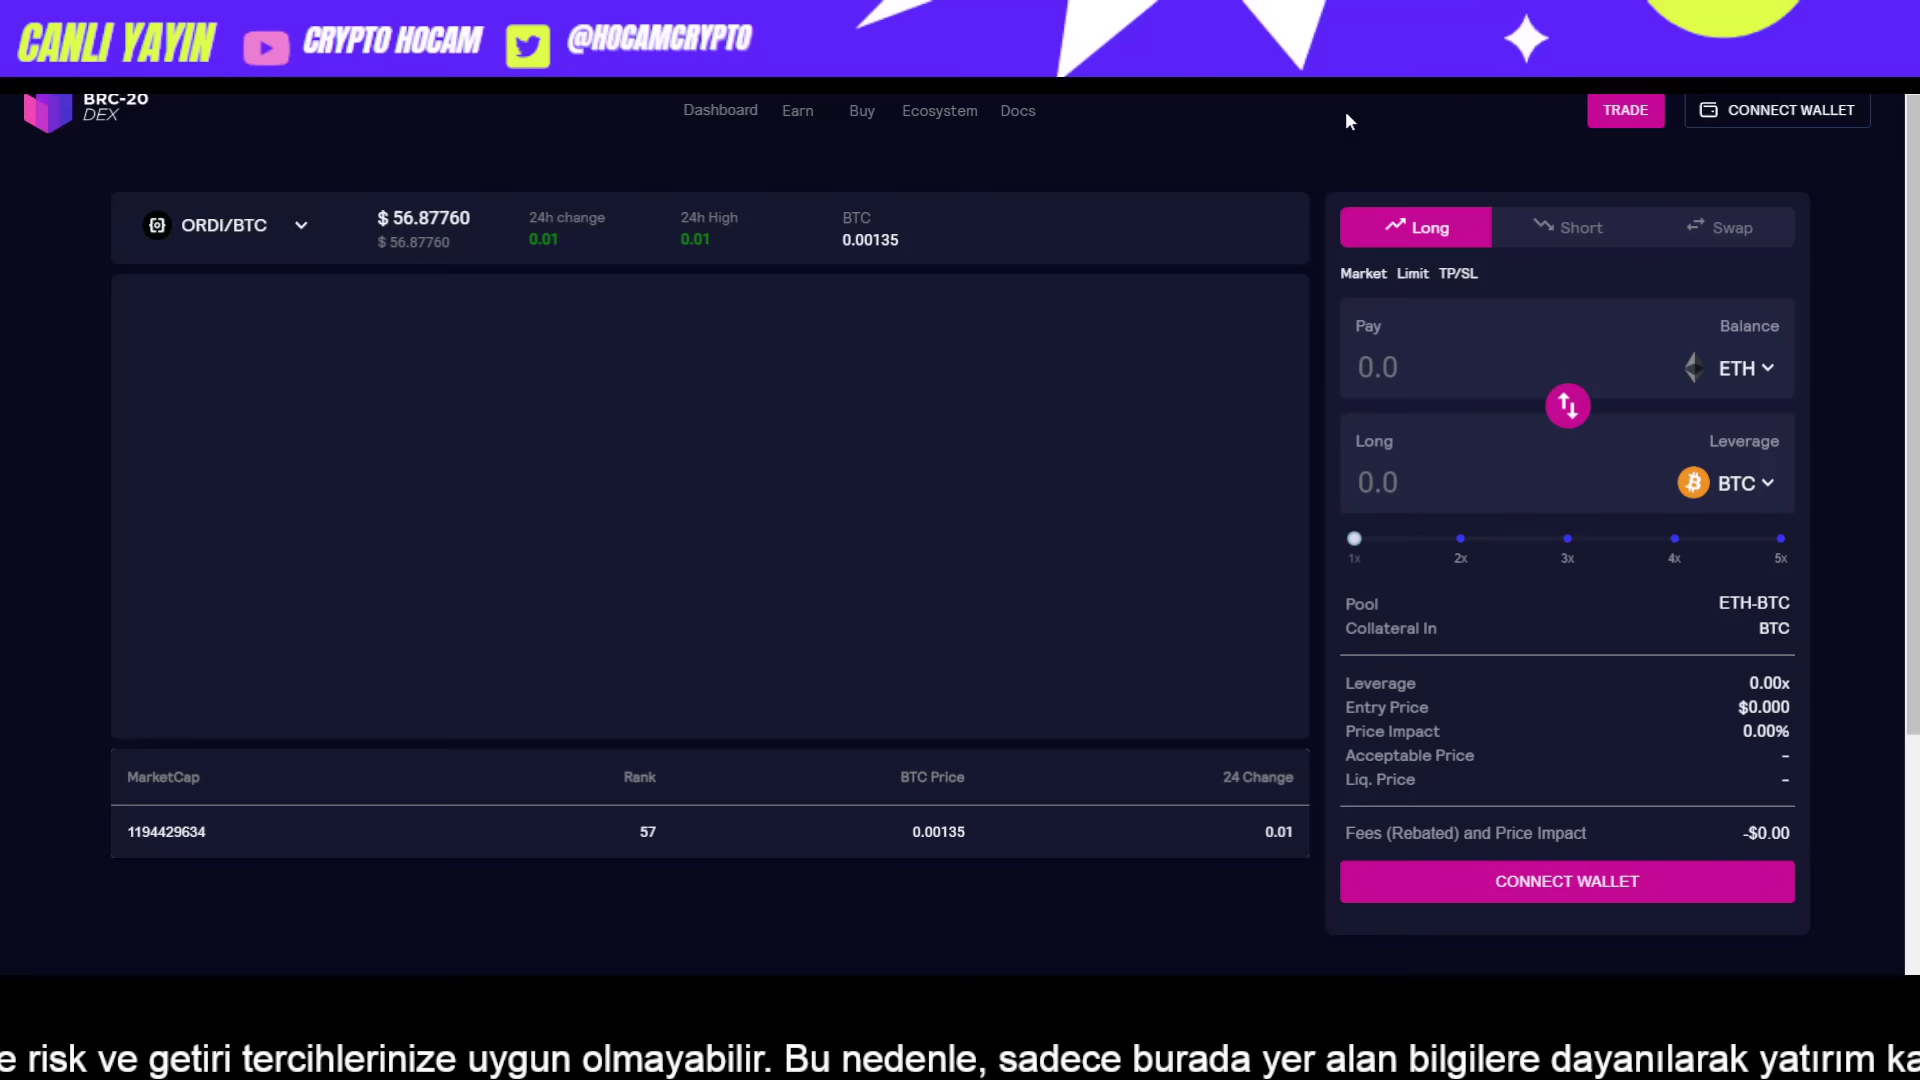 CANLI YAYIN CRYPTO HOCAM @HOCAMCRYPTO
BRC-20
DEX
Dashboard Earn Buy Ecosystem Docs
TRADE CONNECT WALLET
ORDI/BTC
$ 56.87760
$ 56.87760
24h change
0.01
24h High
0.01
BTC
0.00135
Long Short Swap
Market Limit TP/SL
Pay Balance
0.0 ETH
Long Leverage
0.0 BTC
1x 2x 3x 4x 5x
Pool ETH-BTC
Collateral In BTC
Leverage 0.00x
Entry Price $0.000
Price Impact 0.00%
Acceptable Price -
Liq. Price -
Fees (Rebated) and Price Impact -$0.00
CONNECT WALLET
MarketCap Rank BTC Price 24 Change
1194429634 57 0.00135 0.01
e risk ve getiri tercihlerinize uygun olmayabilir. Bu nedenle, sadece burada yer alan bilgilere dayanılarak yatırım ka